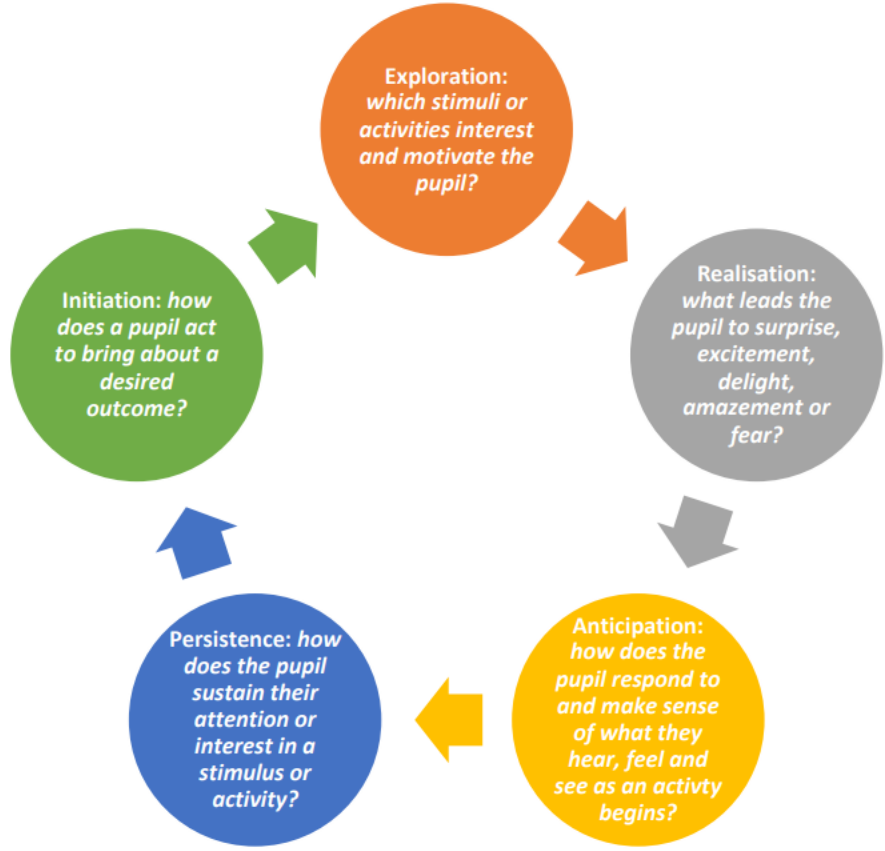 Exploration:
which stimuli or
activities interest
and motivate the
pupil?
Realisation:
what leads the
pupil to surprise,
excitement,
delight,
amazement or
fear?
Anticipation:
how does the
pupil respond to
and make sense
of what they
hear, feel and
see as an activty
begins?
Persistence: how
does the pupil
sustain their
attention or
interest in a
stimulus or
activity?
Initiation: how
does a pupil act
to bring about a
desired
outcome?